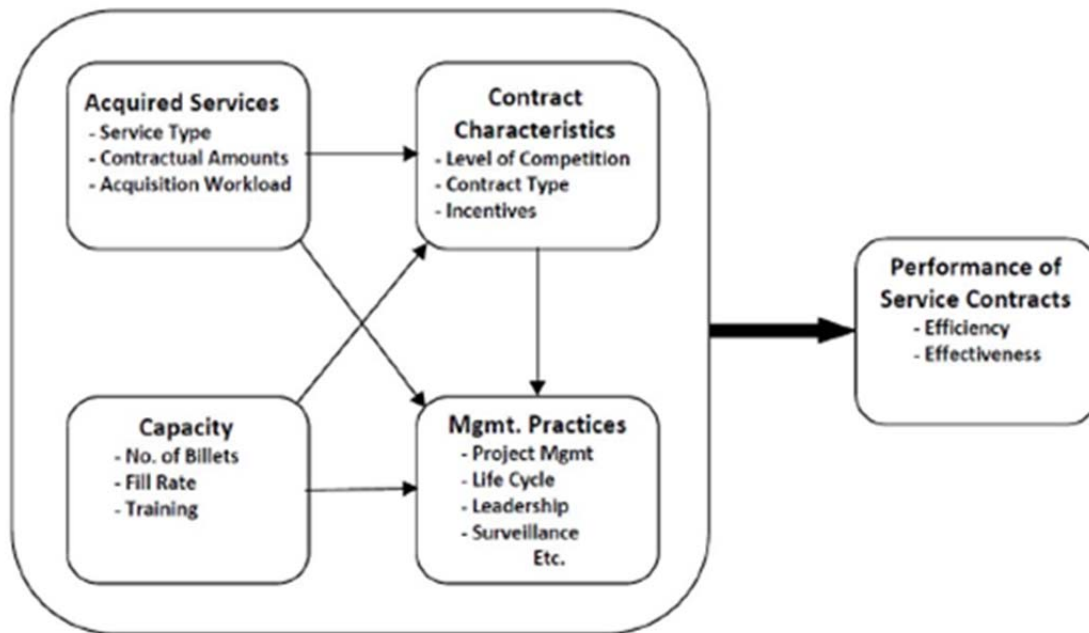 Acquired Services
- Service Type
- Contractual Amounts
- Acquisition Workload
Contract
Characteristics
- Level of Competition
- Contract Type
- Incentives
Capacity
- No. of Billets
- Fill Rate
- Training
Mgmt. Practices
- Project Mgmt
- Life Cycle
- Leadership
- Surveillance
Etc.
Performance of
Service Contracts
- Efficiency
- Effectiveness